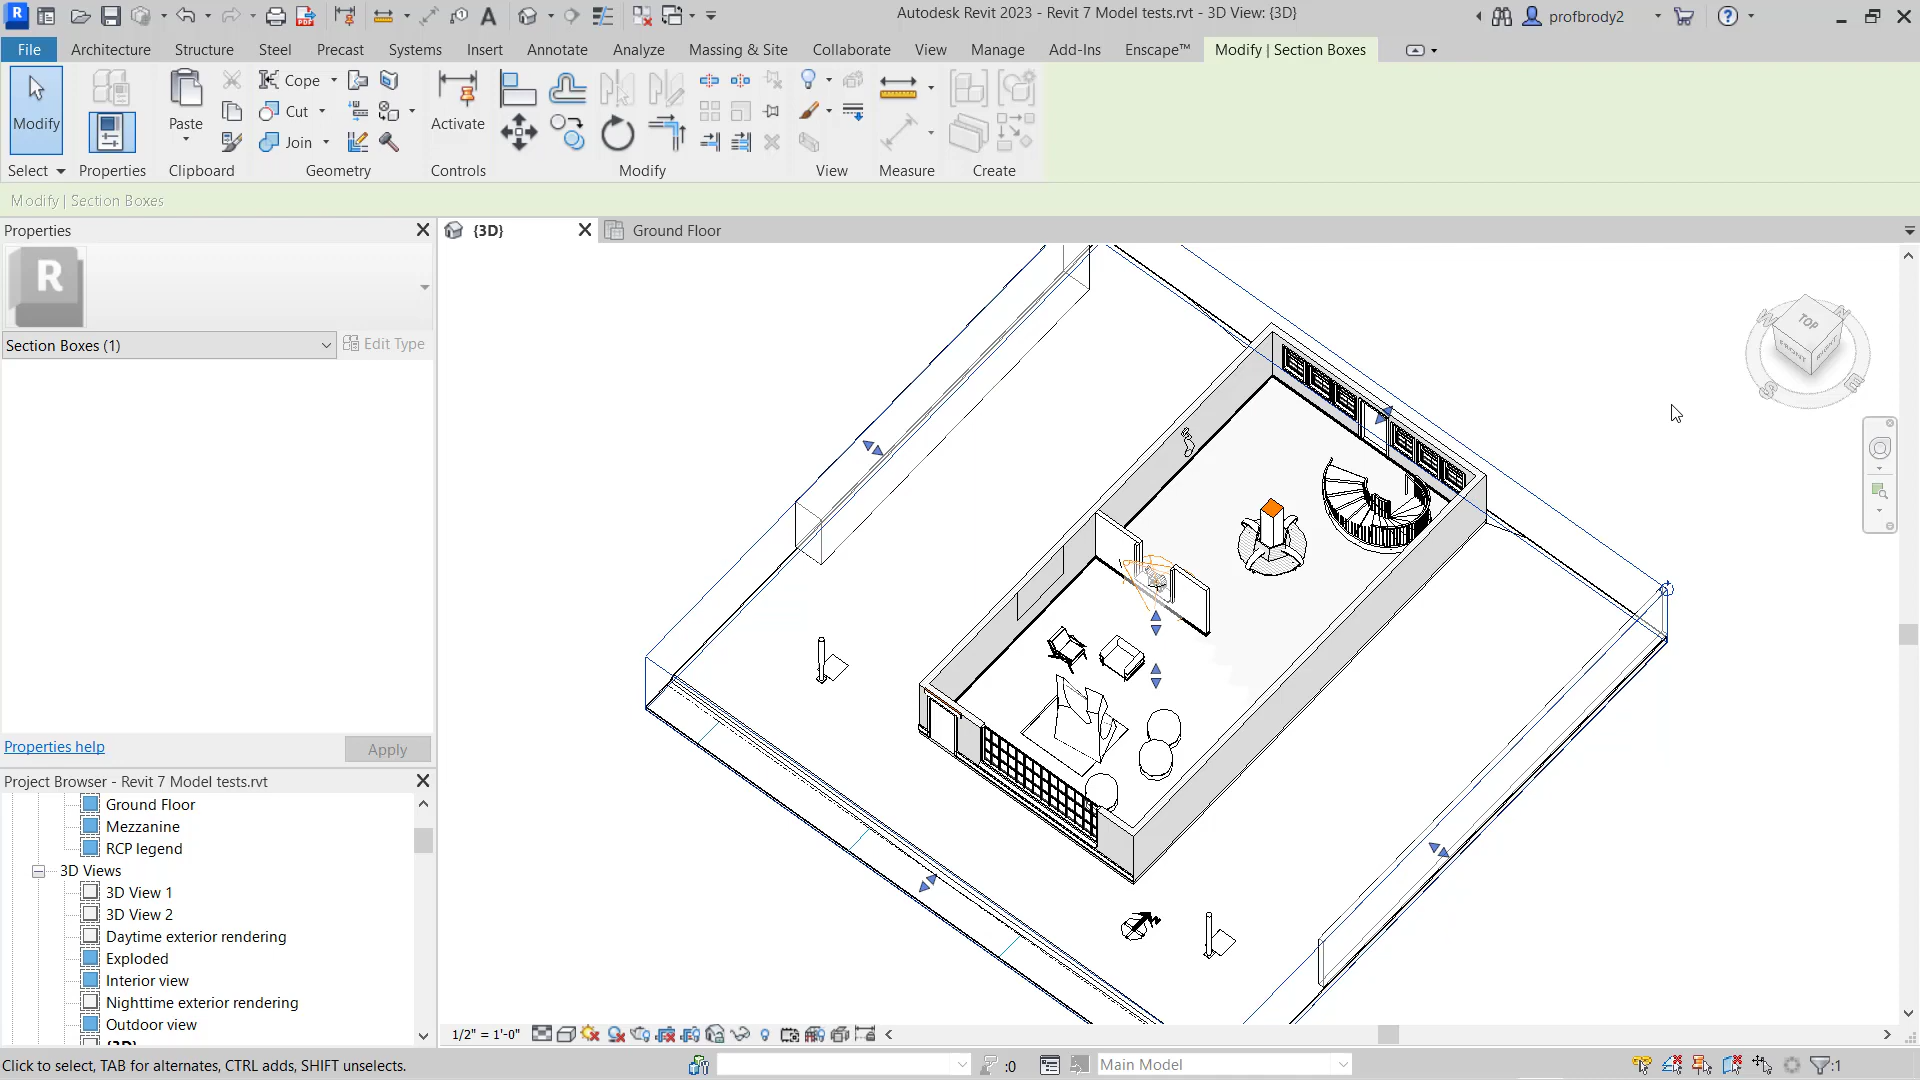 Autodesk Revit 2023 - Revit 7 Model tests.rvt - 3D View: {3D}
profbrody2
File Architecture Structure Steel Precast Systems Insert Annotate Analyze Massing & Site Collaborate View Manage Add-Ins Enscape™ Modify | Section Boxes
Modify
Paste
Cope
Cut
Join
Activate
Select Properties Clipboard Geometry Controls Modify View Measure Create
Modify | Section Boxes
Properties
{3D}
Ground Floor
R
Section Boxes (1)
Edit Type
Properties help
Apply
Project Browser - Revit 7 Model tests.rvt
Ground Floor
Mezzanine
RCP legend
3D Views
3D View 1
3D View 2
Daytime exterior rendering
Exploded
Interior view
Nighttime exterior rendering
Outdoor view
{3D}
TOP
FRONT
RIGHT
W
N
S
E
N
1/2" = 1'-0"
Click to select, TAB for alternates, CTRL adds, SHIFT unselects.
:0
Main Model
:1